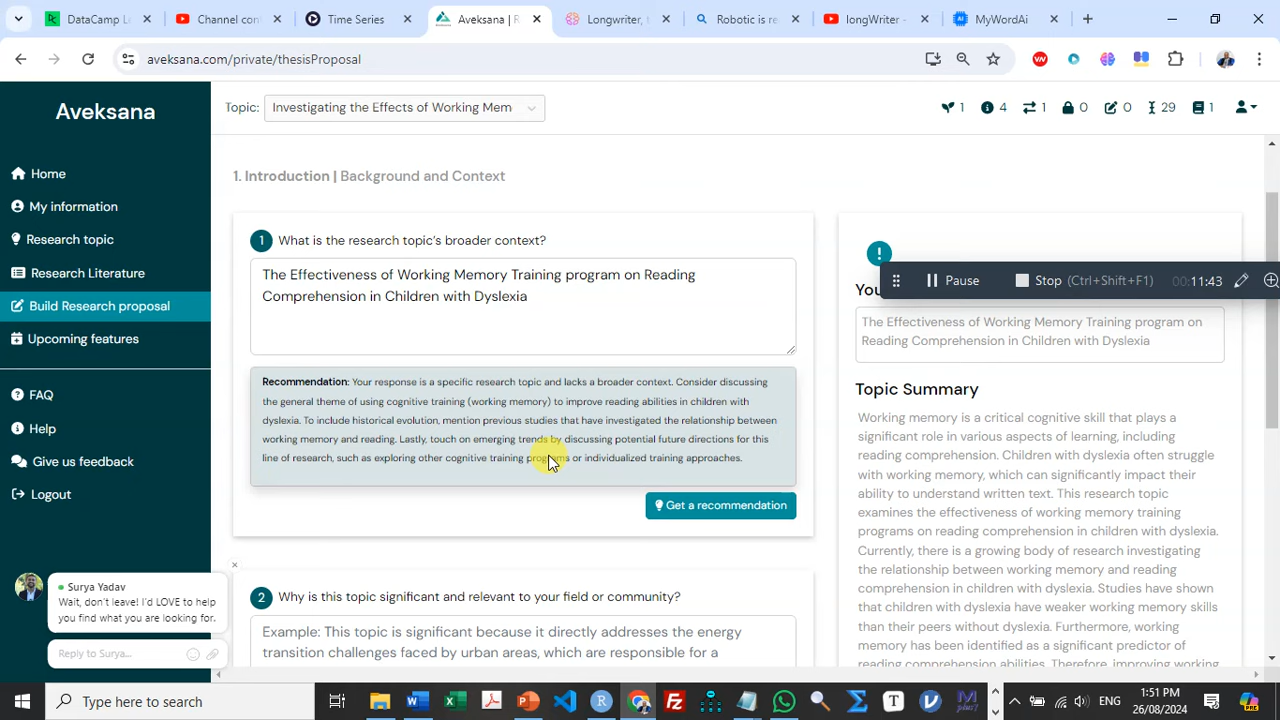 DataCamp L
Channel con
Time Series
Aveksana | R
Longwriter, t
Robotic is re
longWriter -
MyWordAi
aveksana.com/private/thesisProposal
Aveksana
Topic:
Investigating the Effects of Working Mem
1
4
1
0
0
29
1
Home
My information
Research topic
Research Literature
Build Research proposal
Upcoming features
FAQ
Help
Give us feedback
Logout
1. Introduction | Background and Context
1 What is the research topic's broader context?
The Effectiveness of Working Memory Training program on Reading
Comprehension in Children with Dyslexia
Recommendation: Your response is a specific research topic and lacks a broader context. Consider discussing
the general theme of using cognitive training (working memory) to improve reading abilities in children with
dyslexia. To include historical evolution, mention previous studies that have investigated the relationship between
working memory and reading. Lastly, touch on emerging trends by discussing potential future directions for this
line of research, such as exploring other cognitive training programs or individualized training approaches.
Get a recommendation
2 Why is this topic significant and relevant to your field or community?
Example: This topic is significant because it directly addresses the energy
transition challenges faced by urban areas, which are responsible for a
!
Pause
Stop (Ctrl+Shift+F1)
00:11:43
You
The Effectiveness of Working Memory Training program on
Reading Comprehension in Children with Dyslexia
Topic Summary
Working memory is a critical cognitive skill that plays a
significant role in various aspects of learning, including
reading comprehension. Children with dyslexia often struggle
with working memory, which can significantly impact their
ability to understand written text. This research topic
examines the effectiveness of working memory training
programs on reading comprehension in children with dyslexia.
Currently, there is a growing body of research investigating
the relationship between working memory and reading
comprehension in children with dyslexia. Studies have shown
that children with dyslexia have weaker working memory skills
than their peers without dyslexia. Furthermore, working
memory has been identified as a significant predictor of
reading comprehension abilities. Therefore, improving working
Surya Yadav
Wait, don't leave! I'd LOVE to help
you find what you are looking for.
Reply to Surya...
Type here to search
ENG
1:51 PM
26/08/2024